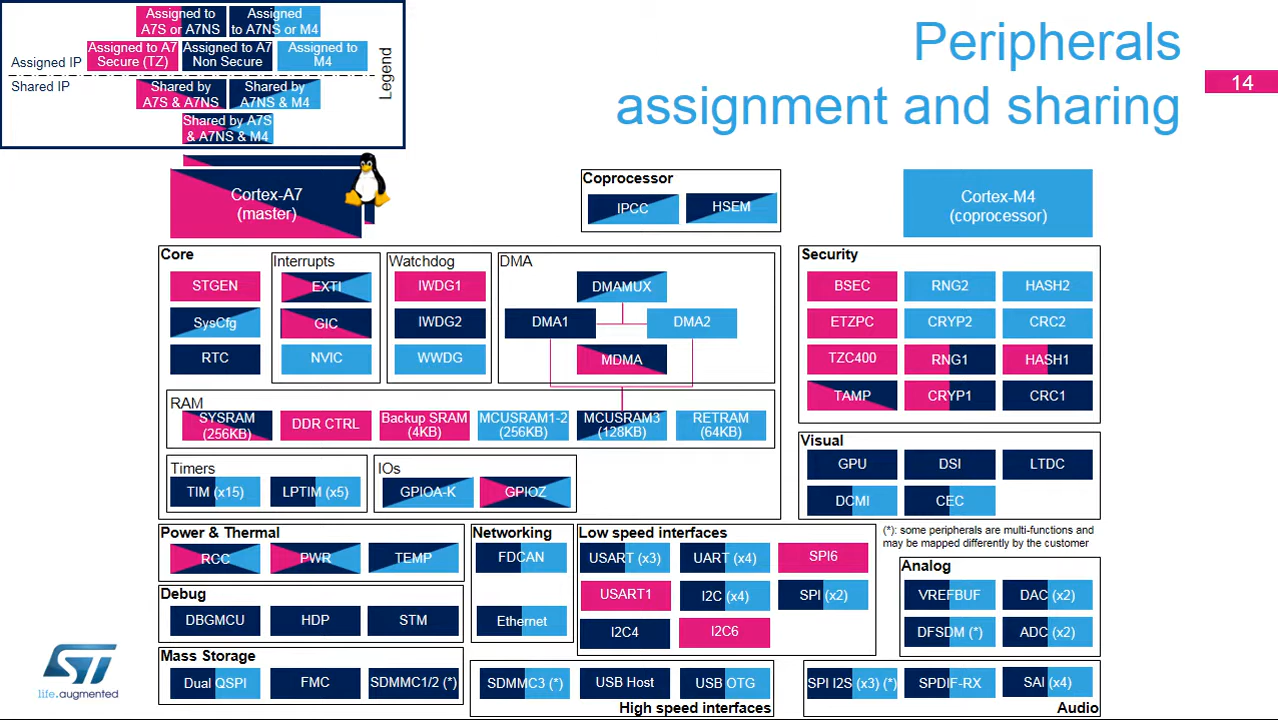 Assigned to
A7S or A7NS
Assigned
to A7NS or M4
Assigned IP
Assigned to A7
Secure (TZ)
Assigned to A7
Non Secure
Assigned to
M4
Shared IP
Shared by
A7S & A7NS
Shared by
A7NS & M4
Shared by A7S
& A7NS & M4
Legend
Peripherals
assignment and sharing
14
Cortex-A7
(master)
Coprocessor
IPCC
HSEM
Cortex-M4
(coprocessor)
Core
STGEN
SysCfg
RTC
Interrupts
EXTI
GIC
NVIC
Watchdog
IWDG1
IWDG2
WWDG
DMA
DMAMUX
DMA1
DMA2
MDMA
RAM
SYSRAM
(256KB)
DDR CTRL
Backup SRAM
(4KB)
MCUSRAM1-2
(256KB)
MCUSRAM3
(128KB)
RETRAM
(64KB)
Timers
TIM (x15)
LPTIM (x5)
IOs
GPIOA-K
GPIOZ
Security
BSEC
RNG2
HASH2
ETZPC
CRYP2
CRC2
TZC400
RNG1
HASH1
TAMP
CRYP1
CRC1
Visual
GPU
DSI
LTDC
DCMI
CEC
Power & Thermal
RCC
PWR
TEMP
Debug
DBGMCU
HDP
STM
Mass Storage
Dual QSPI
FMC
SDMMC1/2 (*)
Networking
FDCAN
Ethernet
Low speed interfaces
USART (x3)
UART (x4)
SPI6
USART1
I2C (x4)
SPI (x2)
I2C4
I2C6
(*): some peripherals are multi-functions and
may be mapped differently by the customer
Analog
VREFBUF
DAC (x2)
DFSDM (*)
ADC (x2)
SDMMC3 (*)
USB Host
USB OTG
High speed interfaces
SPI I2S (x3) (*)
SPDIF-RX
SAI (x4)
Audio
ST
life.augmented